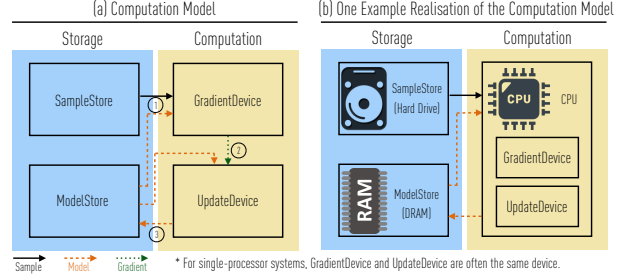 (a) Computation Model
Storage
Computation
SampleStore
GradientDevice
1
2
ModelStore
UpdateDevice
3
Sample
Model
Gradient
(b) One Example Realisation of the Computation Model
Storage
Computation
SampleStore
(Hard Drive)
CPU
CPU
GradientDevice
RAM
ModelStore
(DRAM)
UpdateDevice
* For single-processor systems, GradientDevice and UpdateDevice are often the same device.